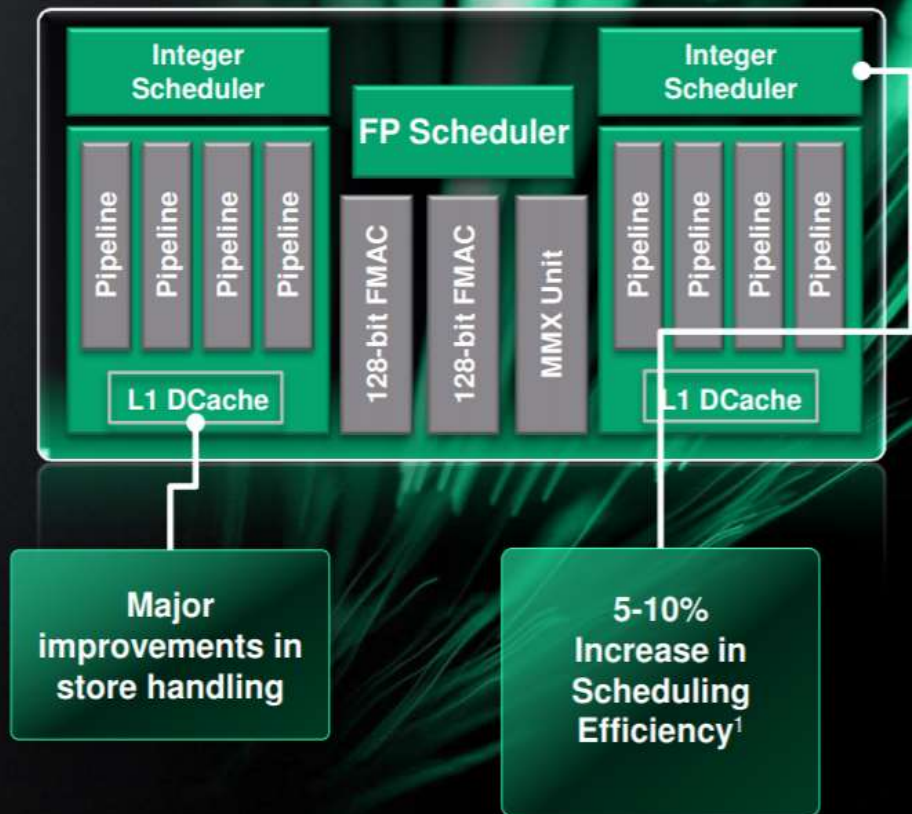 Integer
Scheduler
FP Scheduler
Integer
Scheduler
Pipeline
Pipeline
Pipeline
Pipeline
128-bit FMAC
128-bit FMAC
MMX Unit
Pipeline
Pipeline
Pipeline
Pipeline
L1 DCache
L1 DCache
Major
improvements in
store handling
5-10%
Increase in
Scheduling
Efficiency¹